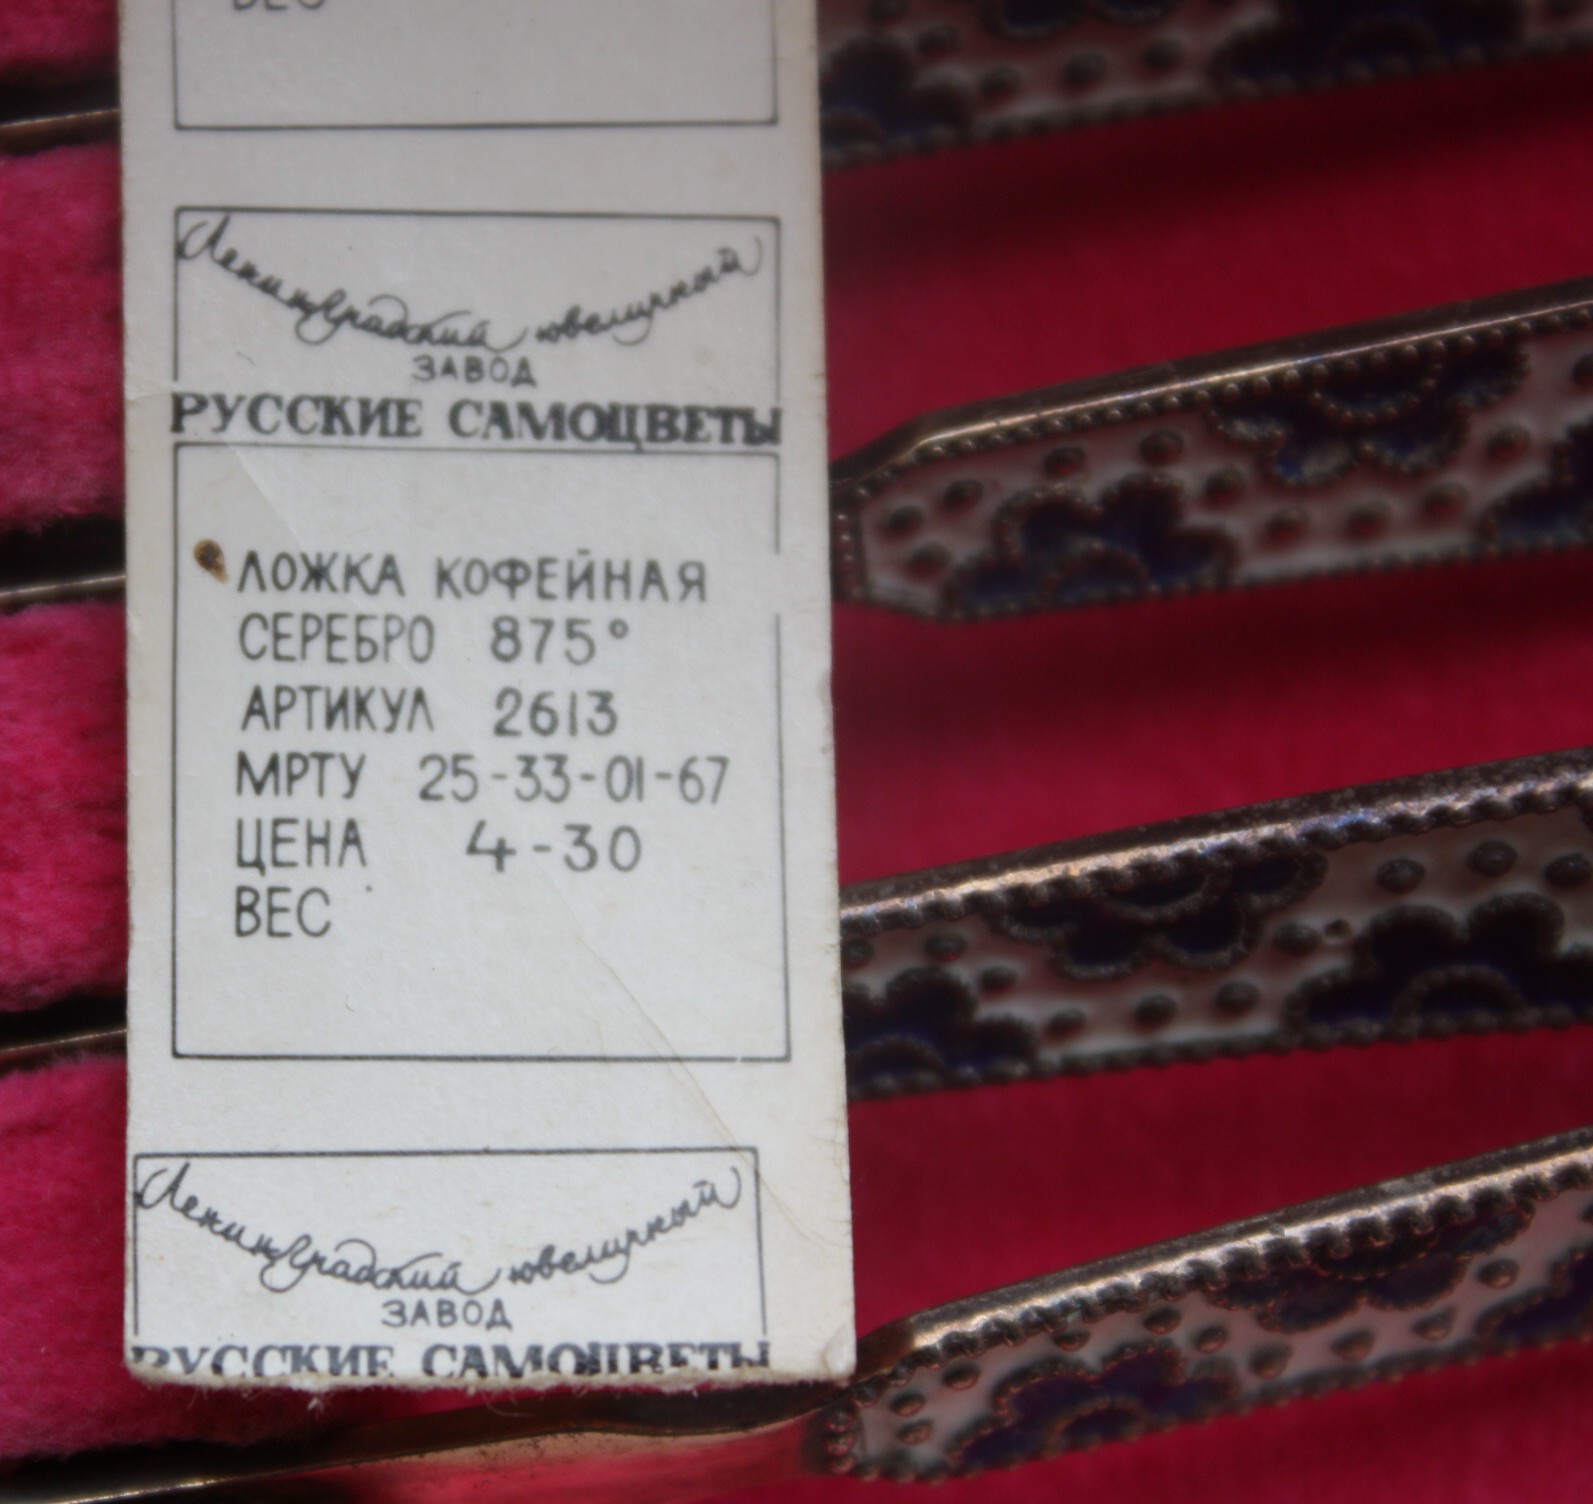 ВЕС
Ленинградский ювелирный
ЗАВОД
РУССКИЕ САМОЦВЕТЫ
ЛОЖКА КОФЕЙНАЯ
СЕРЕБРО 875°
АРТИКУЛ 2613
МРТУ 25-33-01-67
ЦЕНА 4-30
ВЕС
Ленинградский ювелирный
ЗАВОД
РУССКИЕ САМОЦВЕТЫ